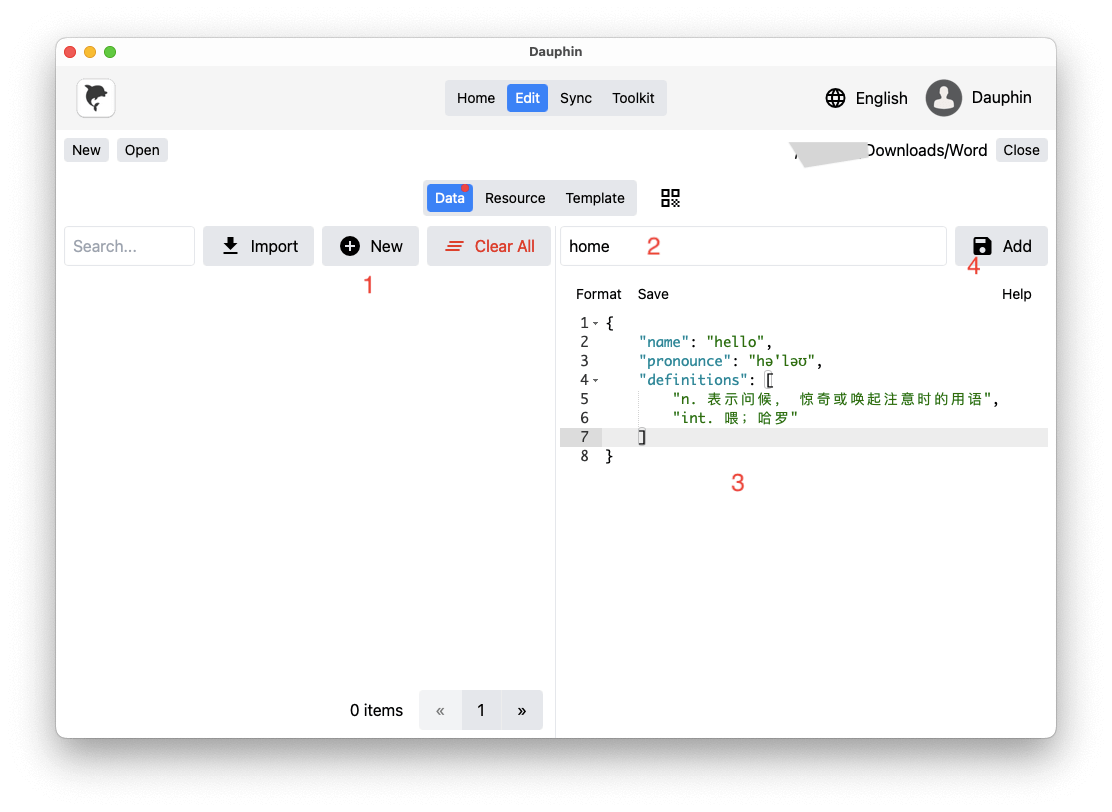 Dauphin
Home Edit Sync Toolkit English Dauphin
New Open Downloads/Word Close
Data Resource Template
Search... Import New Clear All home 2 Add
1 4
Format Save Help
1 {
2 "name": "hello",
3 "pronounce": "hə'ləʊ",
4 "definitions": [
5 "n. 表示问候， 惊奇或唤起注意时的用语",
6 "int. 喂；哈罗"
7 ]
8 }
3
0 items « 1 »